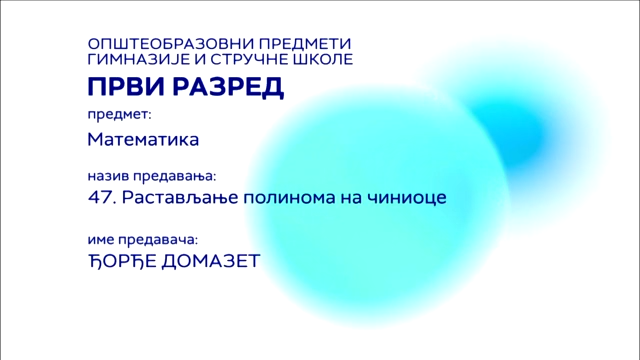 ОПШТЕОБРАЗОВНИ ПРЕДМЕТИ
ГИМНАЗИЈЕ И СТРУЧНЕ ШКОЛЕ
ПРВИ РАЗРЕД
предмет:
Математика
назив предавања:
47. Растављање полинома на чиниоце
име предавача:
ЂОРЂЕ ДОМАЗЕТ